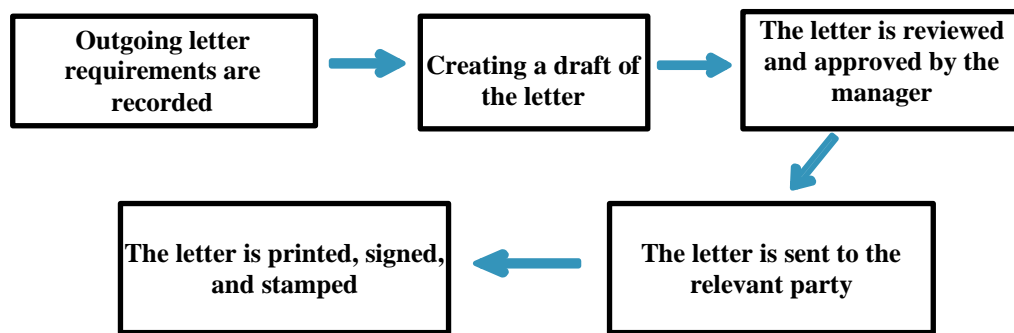 Outgoing letter
requirements are
recorded
Creating a draft of
the letter
The letter is reviewed
and approved by the
manager
The letter is sent to the
relevant party
The letter is printed, signed,
and stamped